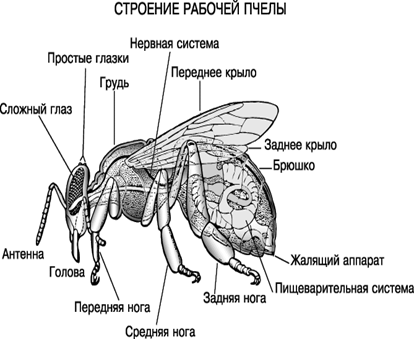 СТРОЕНИЕ РАБОЧЕЙ ПЧЕЛЫ
Нервная система
Простые глазки
Переднее крыло
Грудь
Сложный глаз
Заднее крыло
Брюшко
Антенна
Голова
Жалящий аппарат
Передняя нога
Задняя нога
Пищеварительная система
Средняя нога